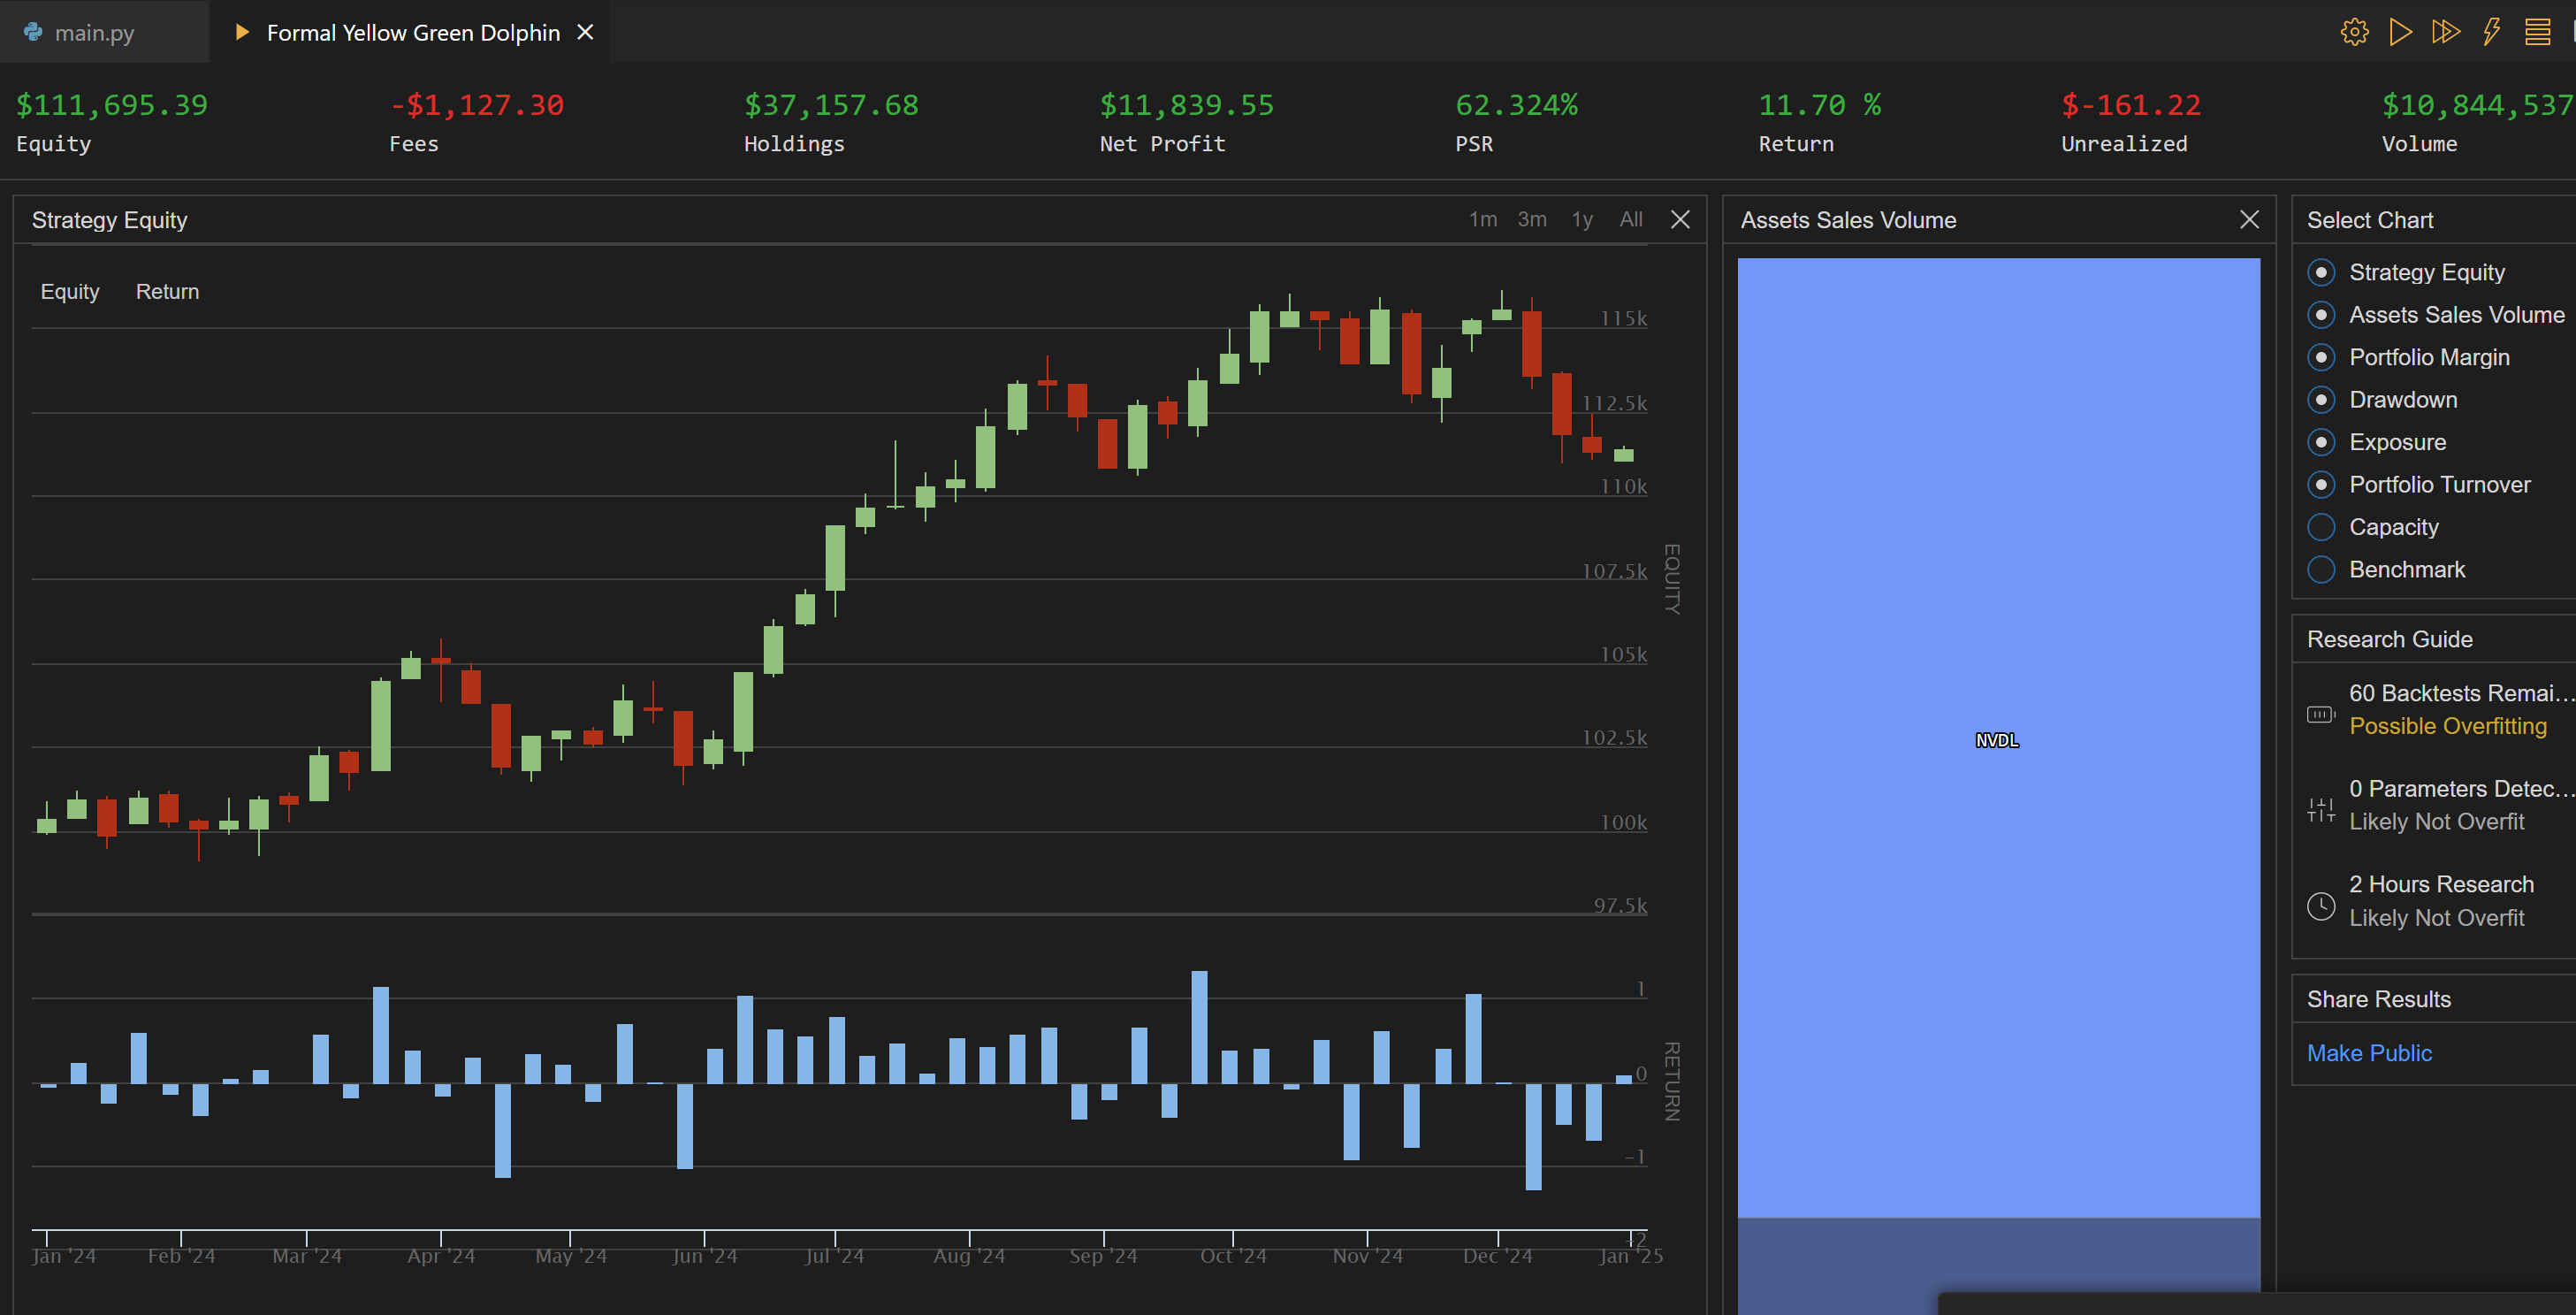 main.py
Formal Yellow Green Dolphin
$111,695.39
Equity
-$1,127.30
Fees
$37,157.68
Holdings
$11,839.55
Net Profit
62.324%
PSR
11.70 %
Return
$-161.22
Unrealized
$10,844,537
Volume
Strategy Equity
1m 3m 1y All
Equity Return
115k
112.5k
110k
107.5k
105k
102.5k
100k
97.5k
EQUITY
1
0
-1
-2
RETURN
Jan '24 Feb '24 Mar '24 Apr '24 May '24 Jun '24 Jul '24 Aug '24 Sep '24 Oct '24 Nov '24 Dec '24 Jan '25
Assets Sales Volume
NVDL
Select Chart
Strategy Equity
Assets Sales Volume
Portfolio Margin
Drawdown
Exposure
Portfolio Turnover
Capacity
Benchmark
Research Guide
60 Backtests Remai...
Possible Overfitting
0 Parameters Detec...
Likely Not Overfit
2 Hours Research
Likely Not Overfit
Share Results
Make Public